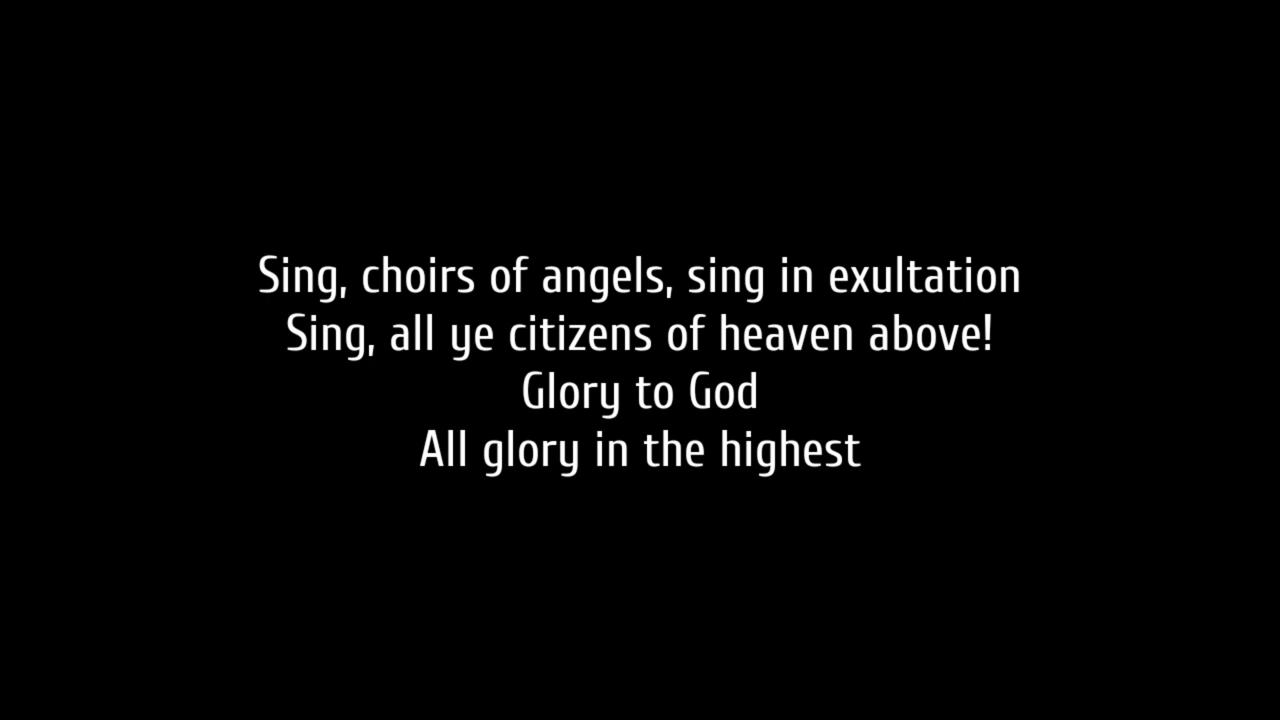 Sing, choirs of angels, sing in exultation
Sing, all ye citizens of heaven above!
Glory to God
All glory in the highest